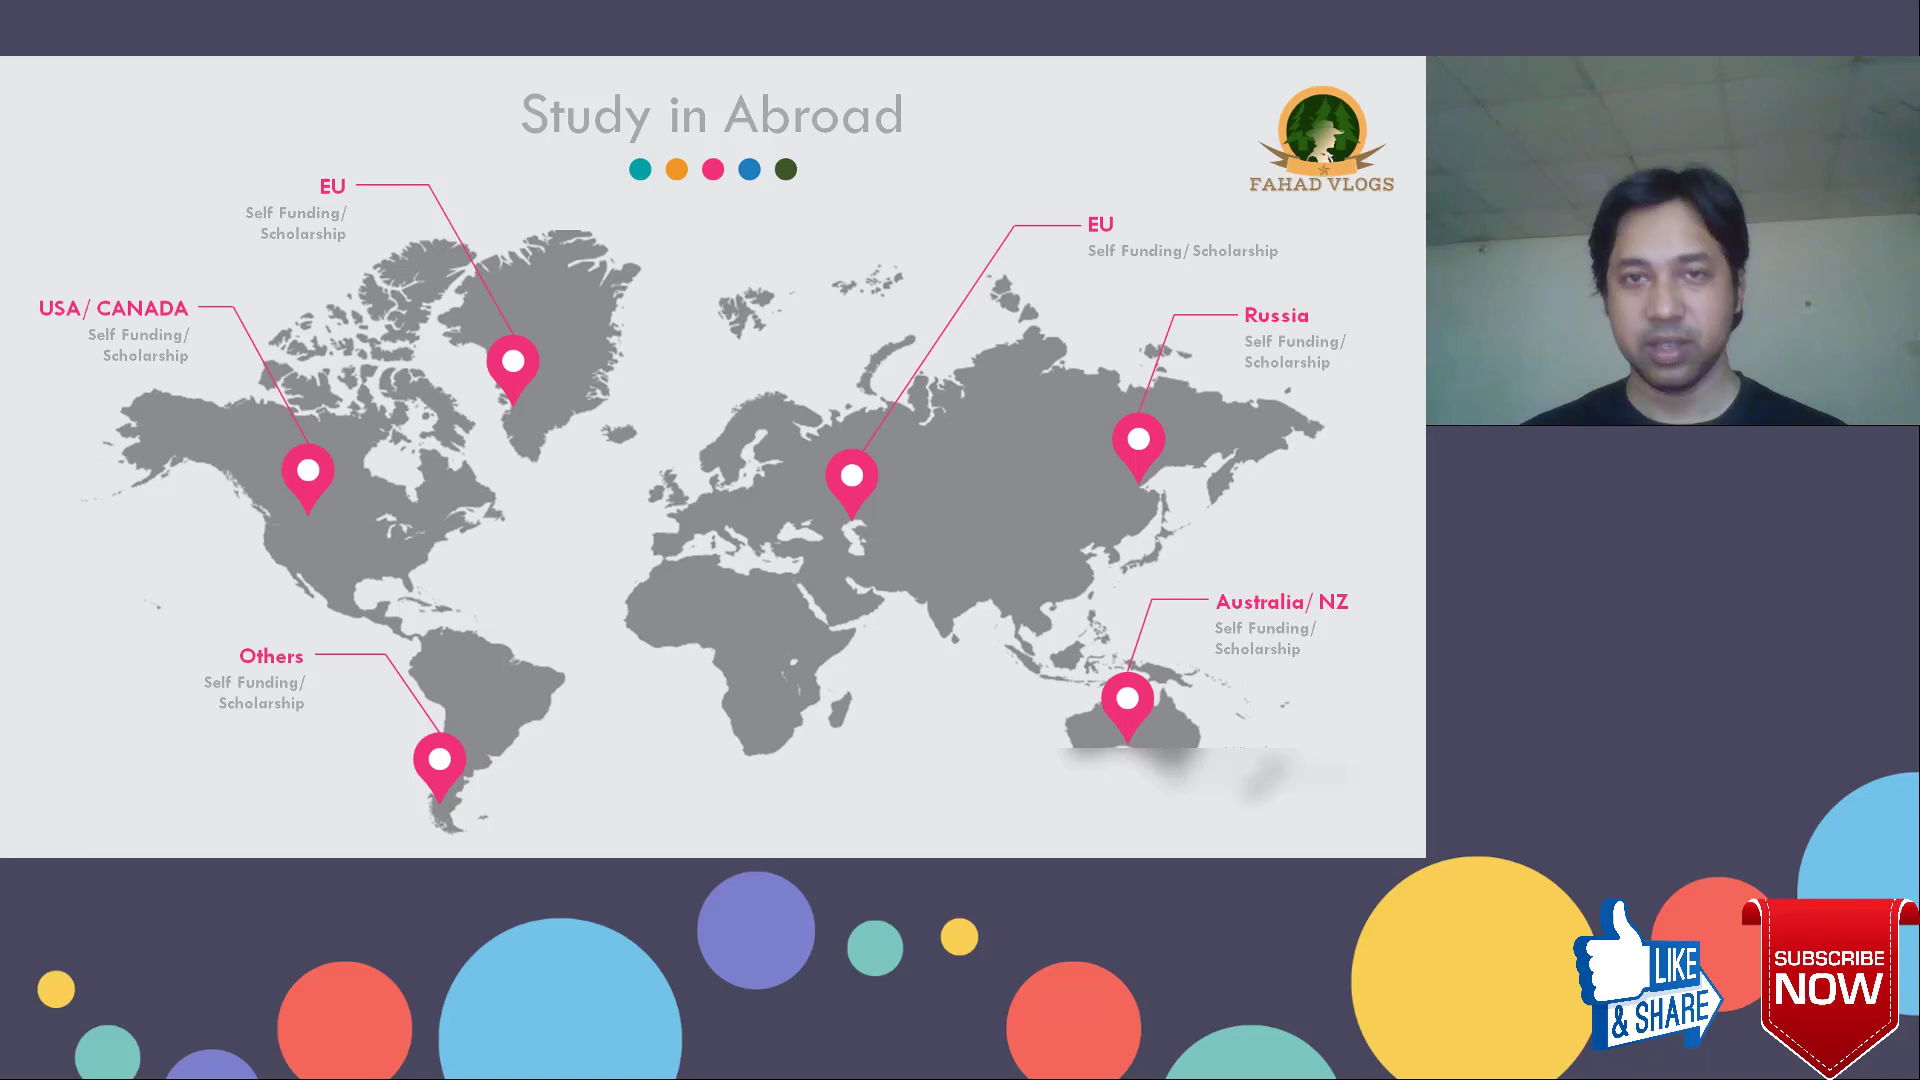 Study in Abroad
FAHAD VLOGS
EU
Self Funding/
Scholarship
EU
Self Funding/ Scholarship
USA/ CANADA
Self Funding/
Scholarship
Russia
Self Funding/
Scholarship
Australia/ NZ
Self Funding/
Scholarship
Others
Self Funding/
Scholarship
LIKE
& SHARE
SUBSCRIBE
NOW